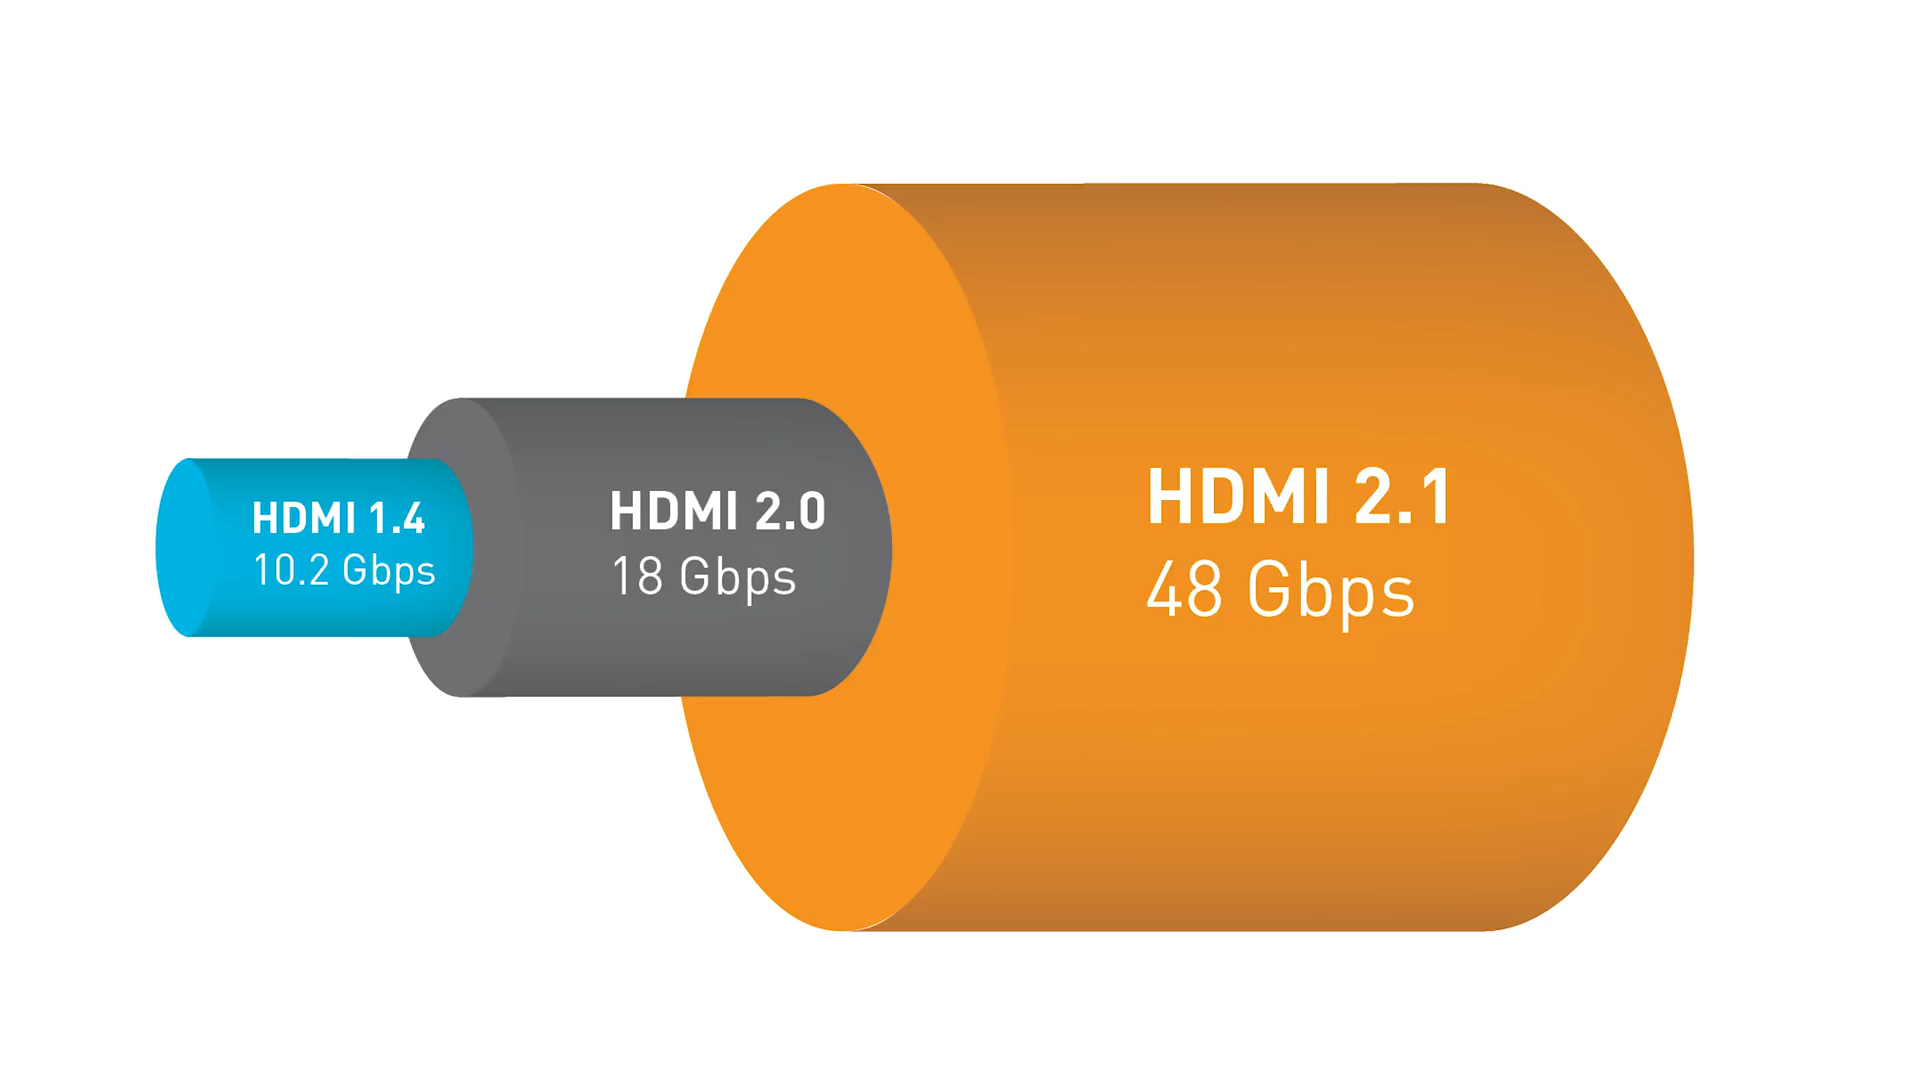 HDMI 1.4
10.2 Gbps
HDMI 2.0
18 Gbps
HDMI 2.1
48 Gbps